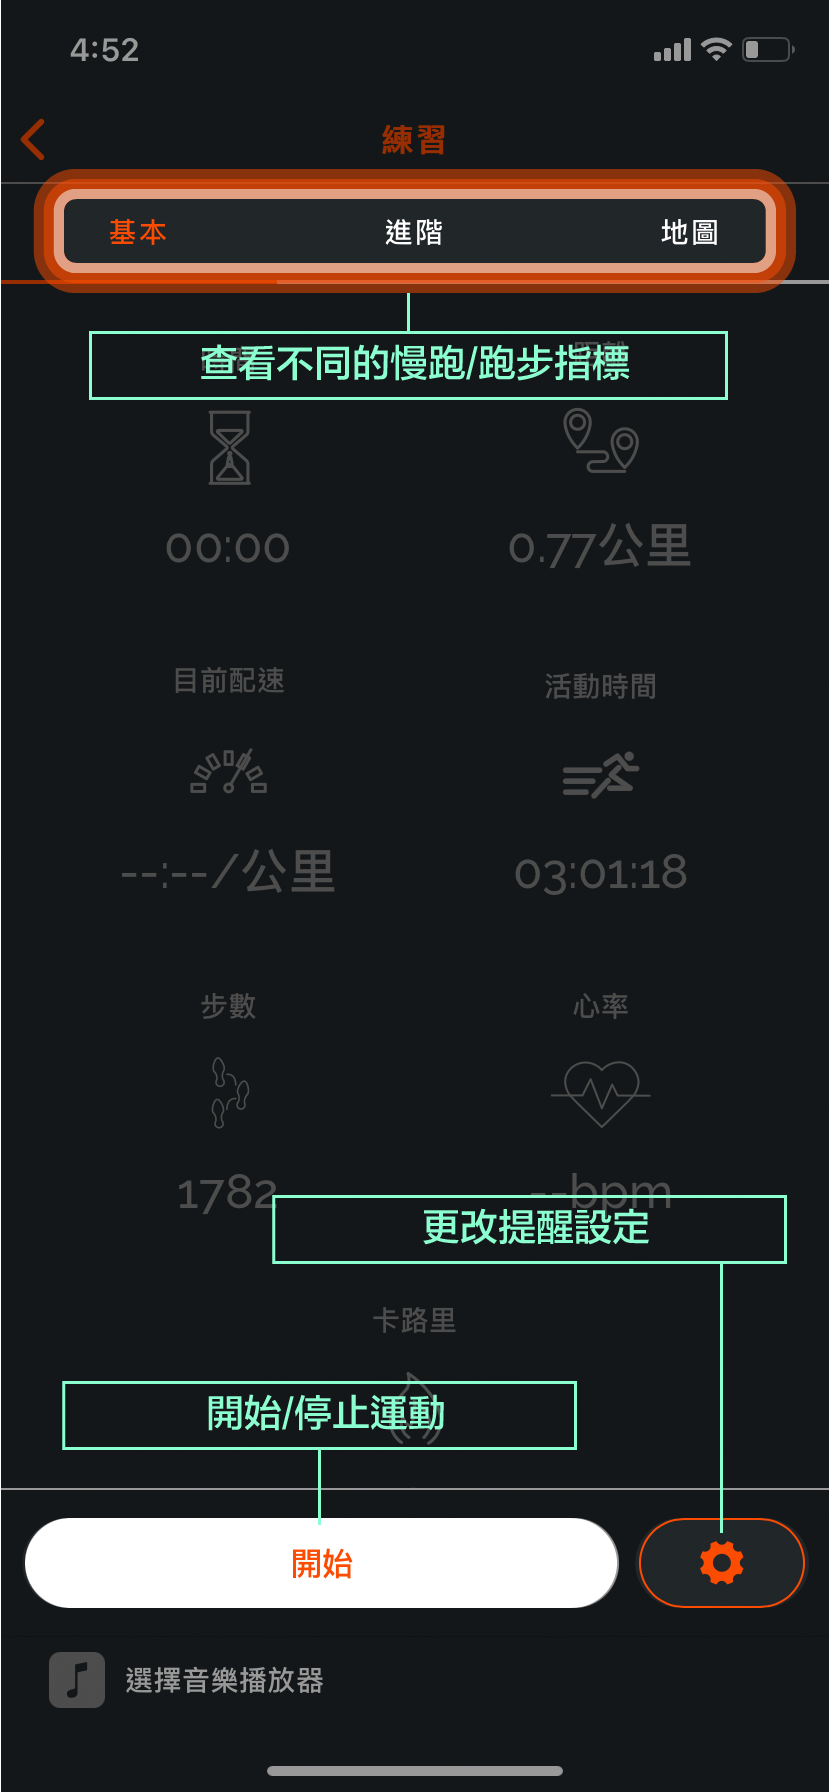 4:52
練習
基本 進階 地圖
查看不同的慢跑/跑步指標
00:00 0.77公里
目前配速 活動時間
--:--/公里 03:01:18
步數 心率
1782 --bpm
更改提醒設定
卡路里
開始/停止運動
開始
選擇音樂播放器